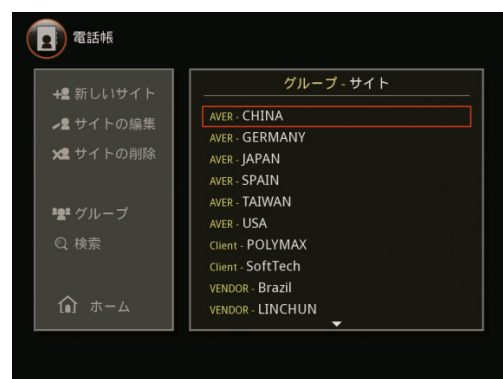 電話帳
新しいサイト
サイトの編集
サイトの削除
グループ
検索
ホーム
グループ - サイト
AVER - CHINA
AVER - GERMANY
AVER - JAPAN
AVER - SPAIN
AVER - TAIWAN
AVER - USA
Client - POLYMAX
Client - SoftTech
VENDOR - Brazil
VENDOR - LINCHUN